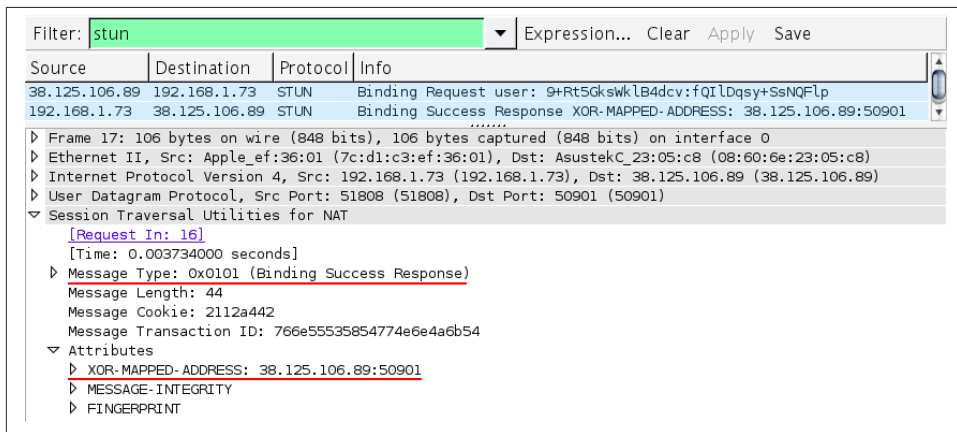 Filter: stun Expression... Clear Apply Save
Source Destination Protocol Info
38.125.106.89 192.168.1.73 STUN Binding Request user: 9+Rt5GksWklB4dcv:fQIlDqsy+SsNQFlp
192.168.1.73 38.125.106.89 STUN Binding Success Response XOR-MAPPED-ADDRESS: 38.125.106.89:50901
Frame 17: 106 bytes on wire (848 bits), 106 bytes captured (848 bits) on interface 0
Ethernet II, Src: Apple_ef:36:01 (7c:d1:c3:ef:36:01), Dst: AsustekC_23:05:c8 (08:60:6e:23:05:c8)
Internet Protocol Version 4, Src: 192.168.1.73 (192.168.1.73), Dst: 38.125.106.89 (38.125.106.89)
User Datagram Protocol, Src Port: 51808 (51808), Dst Port: 50901 (50901)
Session Traversal Utilities for NAT
[Request In: 16]
[Time: 0.003734000 seconds]
Message Type: 0x0101 (Binding Success Response)
Message Length: 44
Message Cookie: 2112a442
Message Transaction ID: 766e55535854774e6e4a6b54
Attributes
XOR-MAPPED-ADDRESS: 38.125.106.89:50901
MESSAGE-INTEGRITY
FINGERPRINT